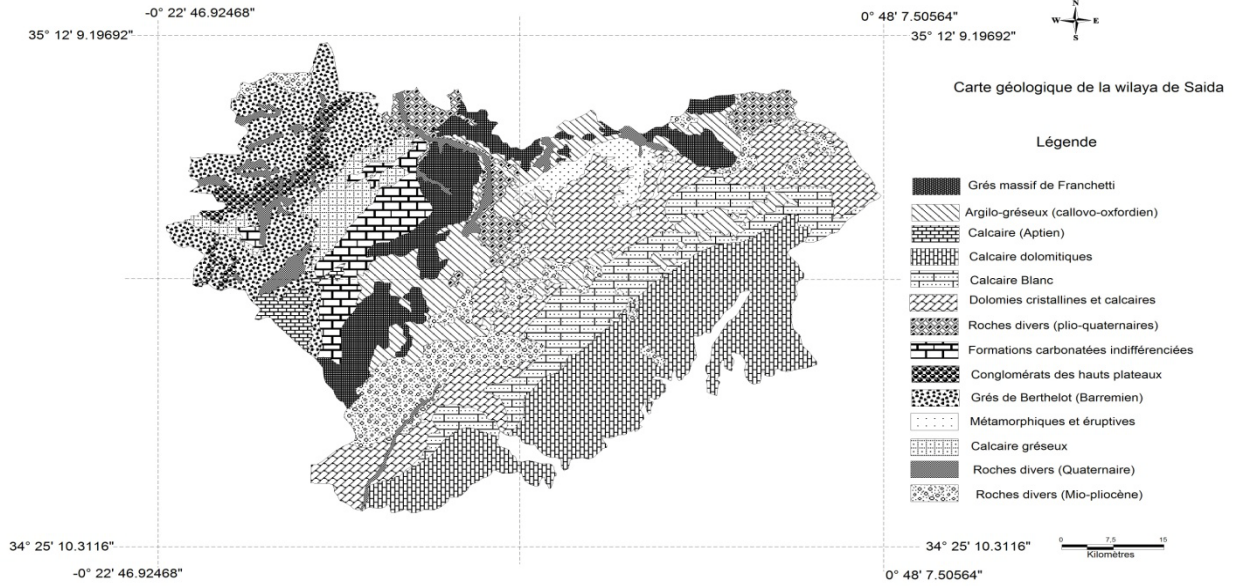 -0° 22' 46.92468"
0° 48' 7.50564"
35° 12' 9.19692"
35° 12' 9.19692"
N
W E
S
Carte géologique de la wilaya de Saida
Légende
Grés massif de Franchetti
Argilo-gréseux (callovo-oxfordien)
Calcaire (Aptien)
Calcaire dolomitiques
Calcaire Blanc
Dolomies cristallines et calcaires
Roches divers (plio-quaternaires)
Formations carbonatées indifférenciées
Conglomérats des hauts plateaux
Grés de Berthelot (Barremien)
Métamorphiques et éruptives
Calcaire gréseux
Roches divers (Quaternaire)
Roches divers (Mio-pliocène)
0 7,5 15
Kilomètres
34° 25' 10.3116"
34° 25' 10.3116"
-0° 22' 46.92468"
0° 48' 7.50564"